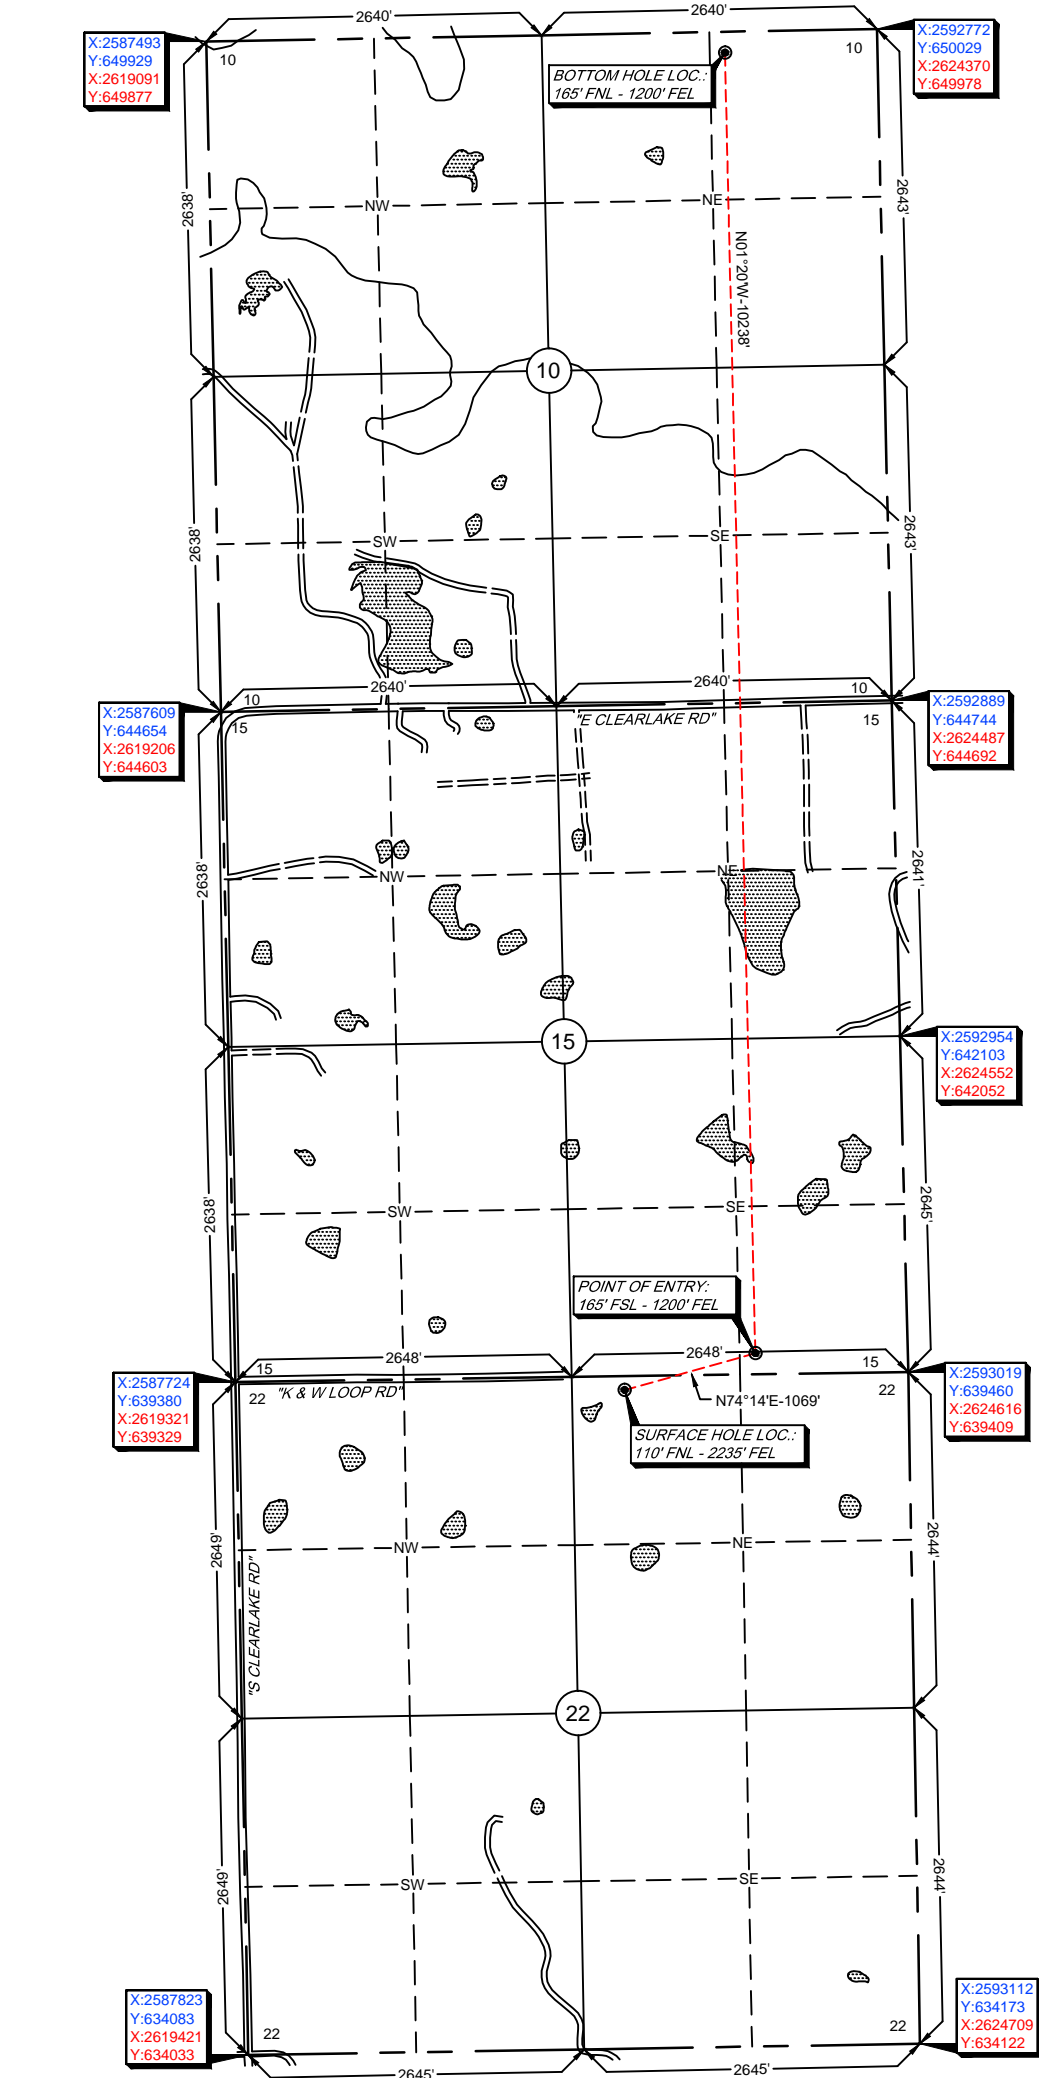 2640'
2640'
X:2587493
Y:649929
X:2619091
Y:649877
10
10
X:2592772
Y:650029
X:2624370
Y:649978
BOTTOM HOLE LOC.:
165' FNL - 1200' FEL
2638'
NW
NE
2643'
N01°20'W-10238'
10
2638'
SW
SE
2643'
2640'
2640'
10
10
15
15
"E CLEARLAKE RD"
X:2587609
Y:644654
X:2619206
Y:644603
X:2592889
Y:644744
X:2624487
Y:644692
2638'
NW
NE
2641'
15
X:2592954
Y:642103
X:2624552
Y:642052
2638'
SW
SE
2645'
POINT OF ENTRY:
165' FSL - 1200' FEL
2648'
2648'
15
15
22
22
"K & W LOOP RD"
N74°14'E-1069'
X:2587724
Y:639380
X:2619321
Y:639329
X:2593019
Y:639460
X:2624616
Y:639409
SURFACE HOLE LOC.:
110' FNL - 2235' FEL
2649'
NW
NE
2644'
"S CLEARLAKE RD"
22
2649'
SW
SE
2644'
X:2587823
Y:634083
X:2619421
Y:634033
22
22
X:2593112
Y:634173
X:2624709
Y:634122
2645'
2645'